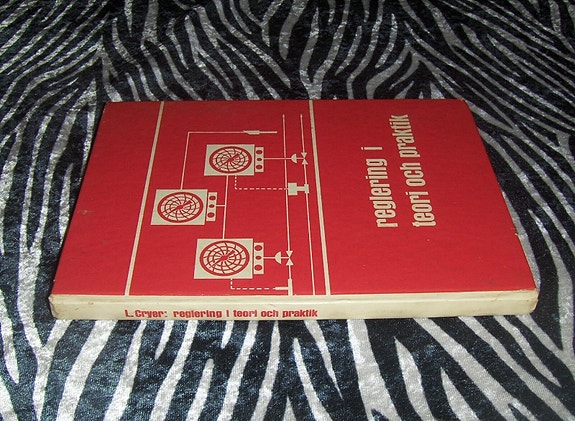 reglering i
teori och praktik
L. Cryer: reglering i teori och praktik